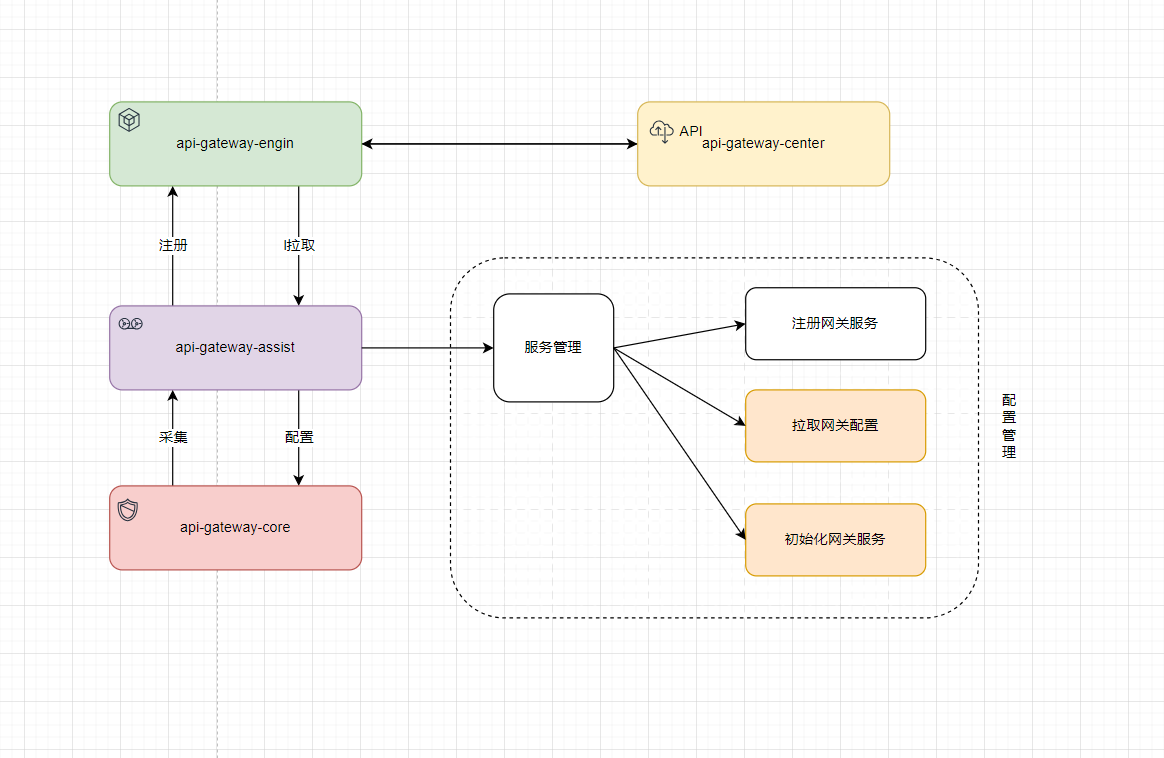 api-gateway-engin
API
api-gateway-center
注册
l拉取
api-gateway-assist
服务管理
注册网关服务
拉取网关配置
配
置
管
理
采集
配置
api-gateway-core
初始化网关服务